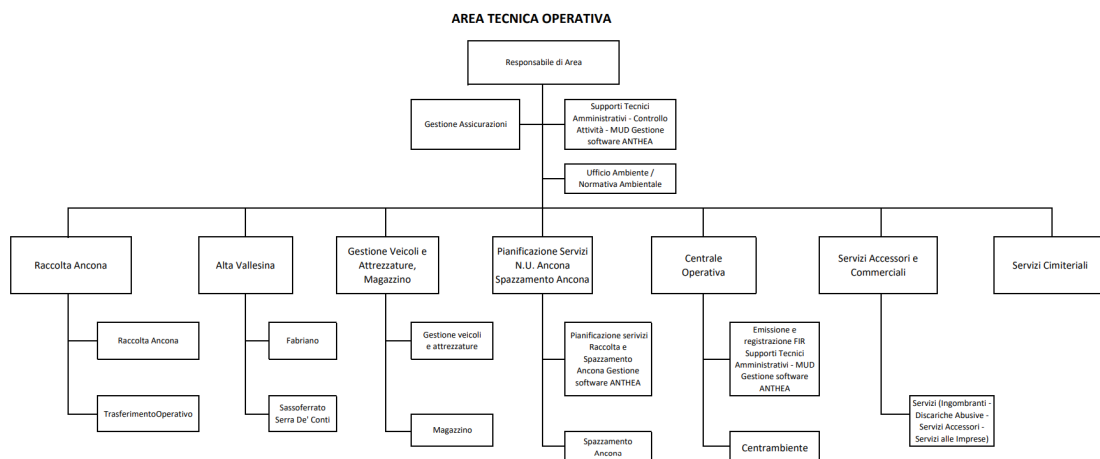 AREA TECNICA OPERATIVA
Responsabile di Area
Gestione Assicurazioni
Supporti Tecnici
Amministrativi - Controllo
Attività - MUD Gestione
software ANTHEA
Ufficio Ambiente /
Normativa Ambientale
Raccolta Ancona
Alta Vallesina
Gestione Veicoli e
Attrezzature,
Magazzino
Pianificazione Servizi
N.U. Ancona
Spazzamento Ancona
Centrale
Operativa
Servizi Accessori e
Commerciali
Servizi Cimiteriali
Raccolta Ancona
Fabriano
Gestione veicoli
e attrezzature
Pianificazione serivizi
Raccolta e
Spazzamento
Ancona Gestione
software ANTHEA
Emissione e
registrazione FIR
Supporti Tecnici
Amministrativi - MUD
Gestione software
ANTHEA
TrasferimentoOperativo
Sassoferrato
Serra De' Conti
Magazzino
Spazzamento
Ancona
Centrambiente
Servizi (Ingombranti -
Discariche Abusive -
Servizi Accessori -
Servizi alle Imprese)